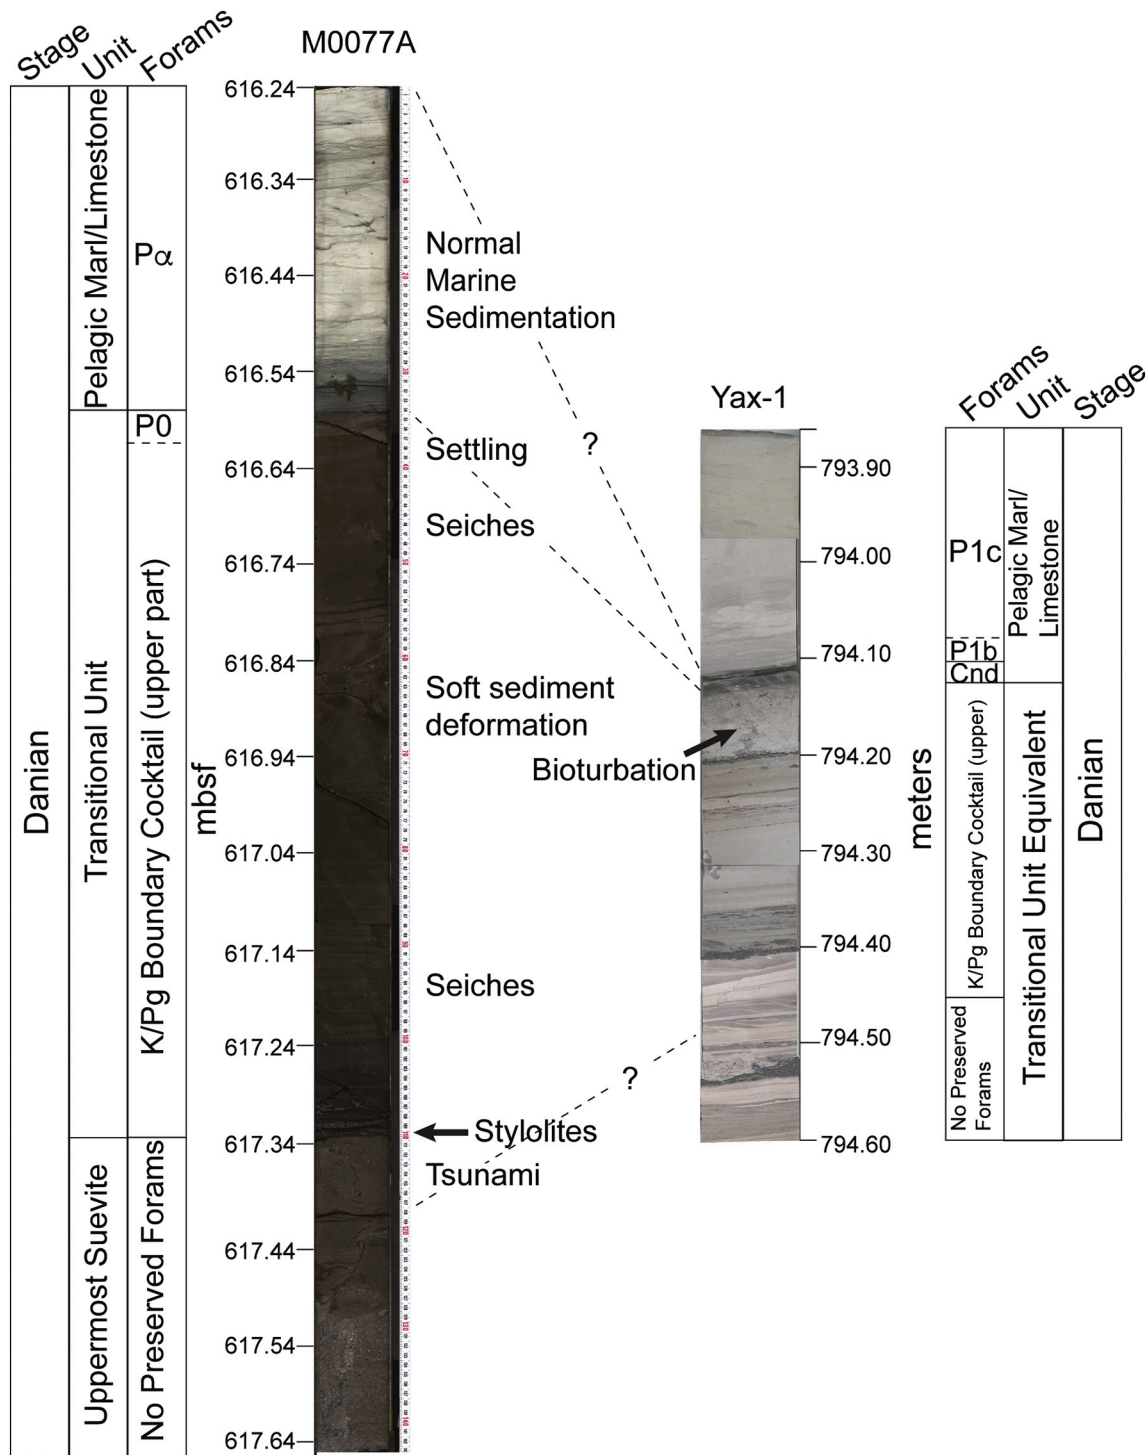 Stage
Unit
Forams
M0077A
Danian
Pelagic Marl/Limestone
Transitional Unit
Uppermost Suevite
Pα
P0
K/Pg Boundary Cocktail (upper part)
No Preserved Forams
mbsf
616.24
616.34
616.44
616.54
616.64
616.74
616.84
616.94
617.04
617.14
617.24
617.34
617.44
617.54
617.64
Normal
Marine
Sedimentation
Settling
Seiches
Soft sediment
deformation
Bioturbation
Seiches
Stylolites
Tsunami
?
?
Yax-1
793.90
794.00
794.10
794.20
794.30
794.40
794.50
794.60
meters
Forams
Unit
Stage
P1c
P1b
Cnd
K/Pg Boundary Cocktail (upper)
No Preserved
Forams
Pelagic Marl/
Limestone
Transitional Unit Equivalent
Danian